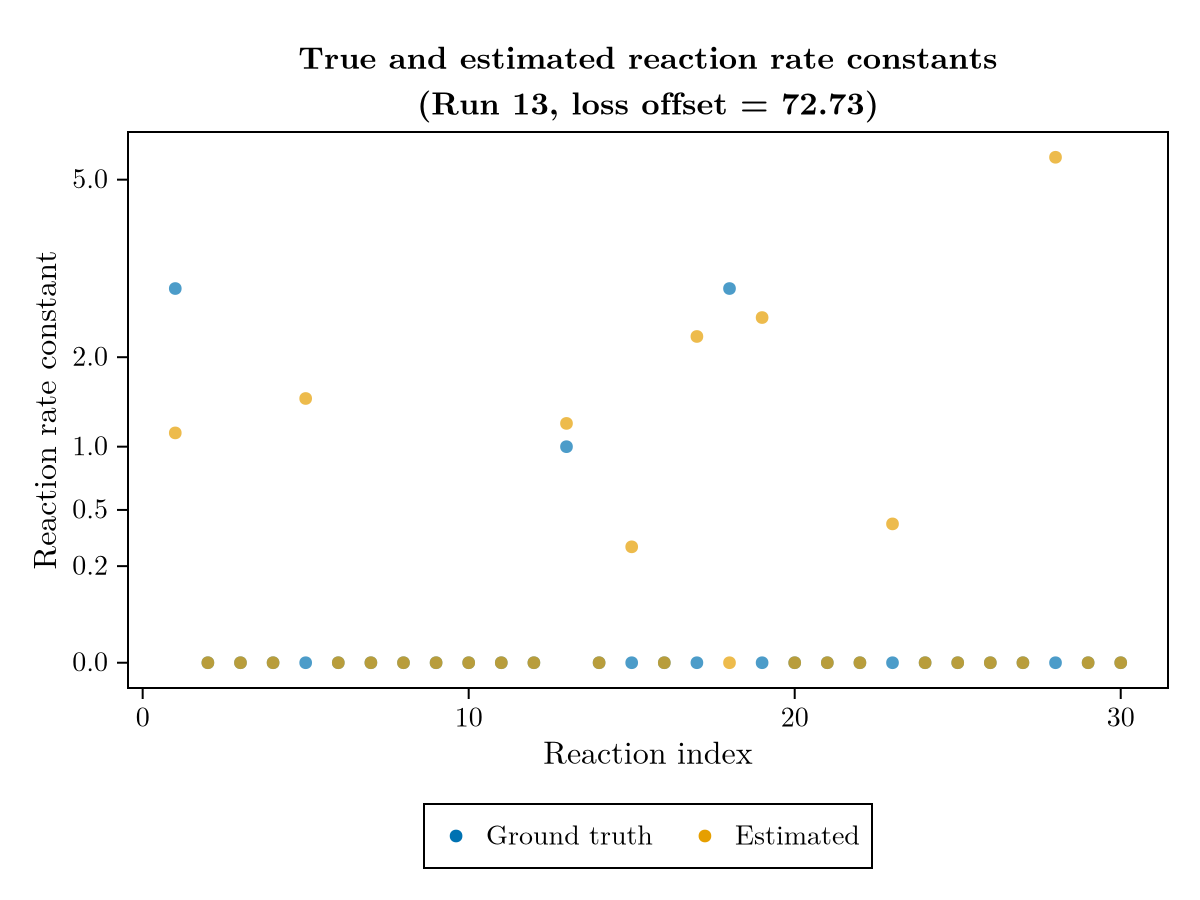 True and estimated reaction rate constants
(Run 13, loss offset = 72.73)
Reaction rate constant
5.0
2.0
1.0
0.5
0.2
0.0
0
10
20
30
Reaction index
Ground truth
Estimated